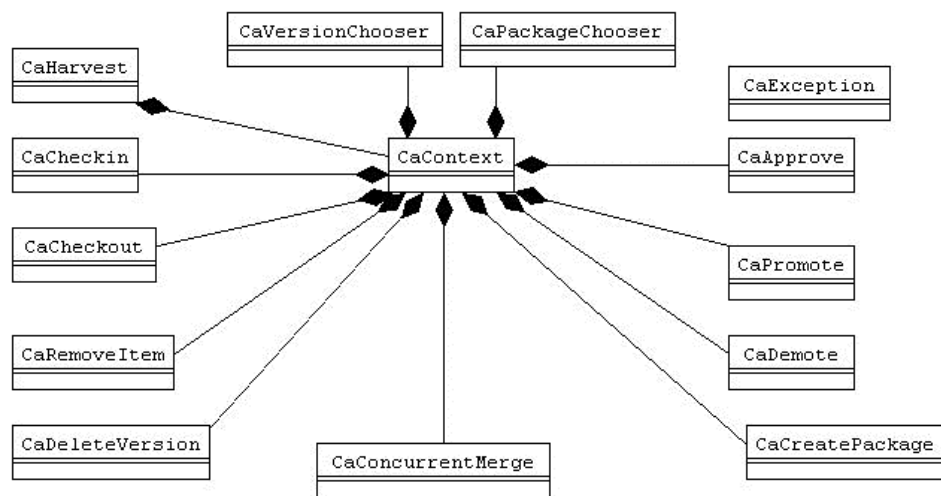 CaVersionChooser
CaPackageChooser
CaHarvest
CaException
CaCheckin
CaContext
CaApprove
CaCheckout
CaPromote
CaRemoveItem
CaDemote
CaDeleteVersion
CaConcurrentMerge
CaCreatePackage